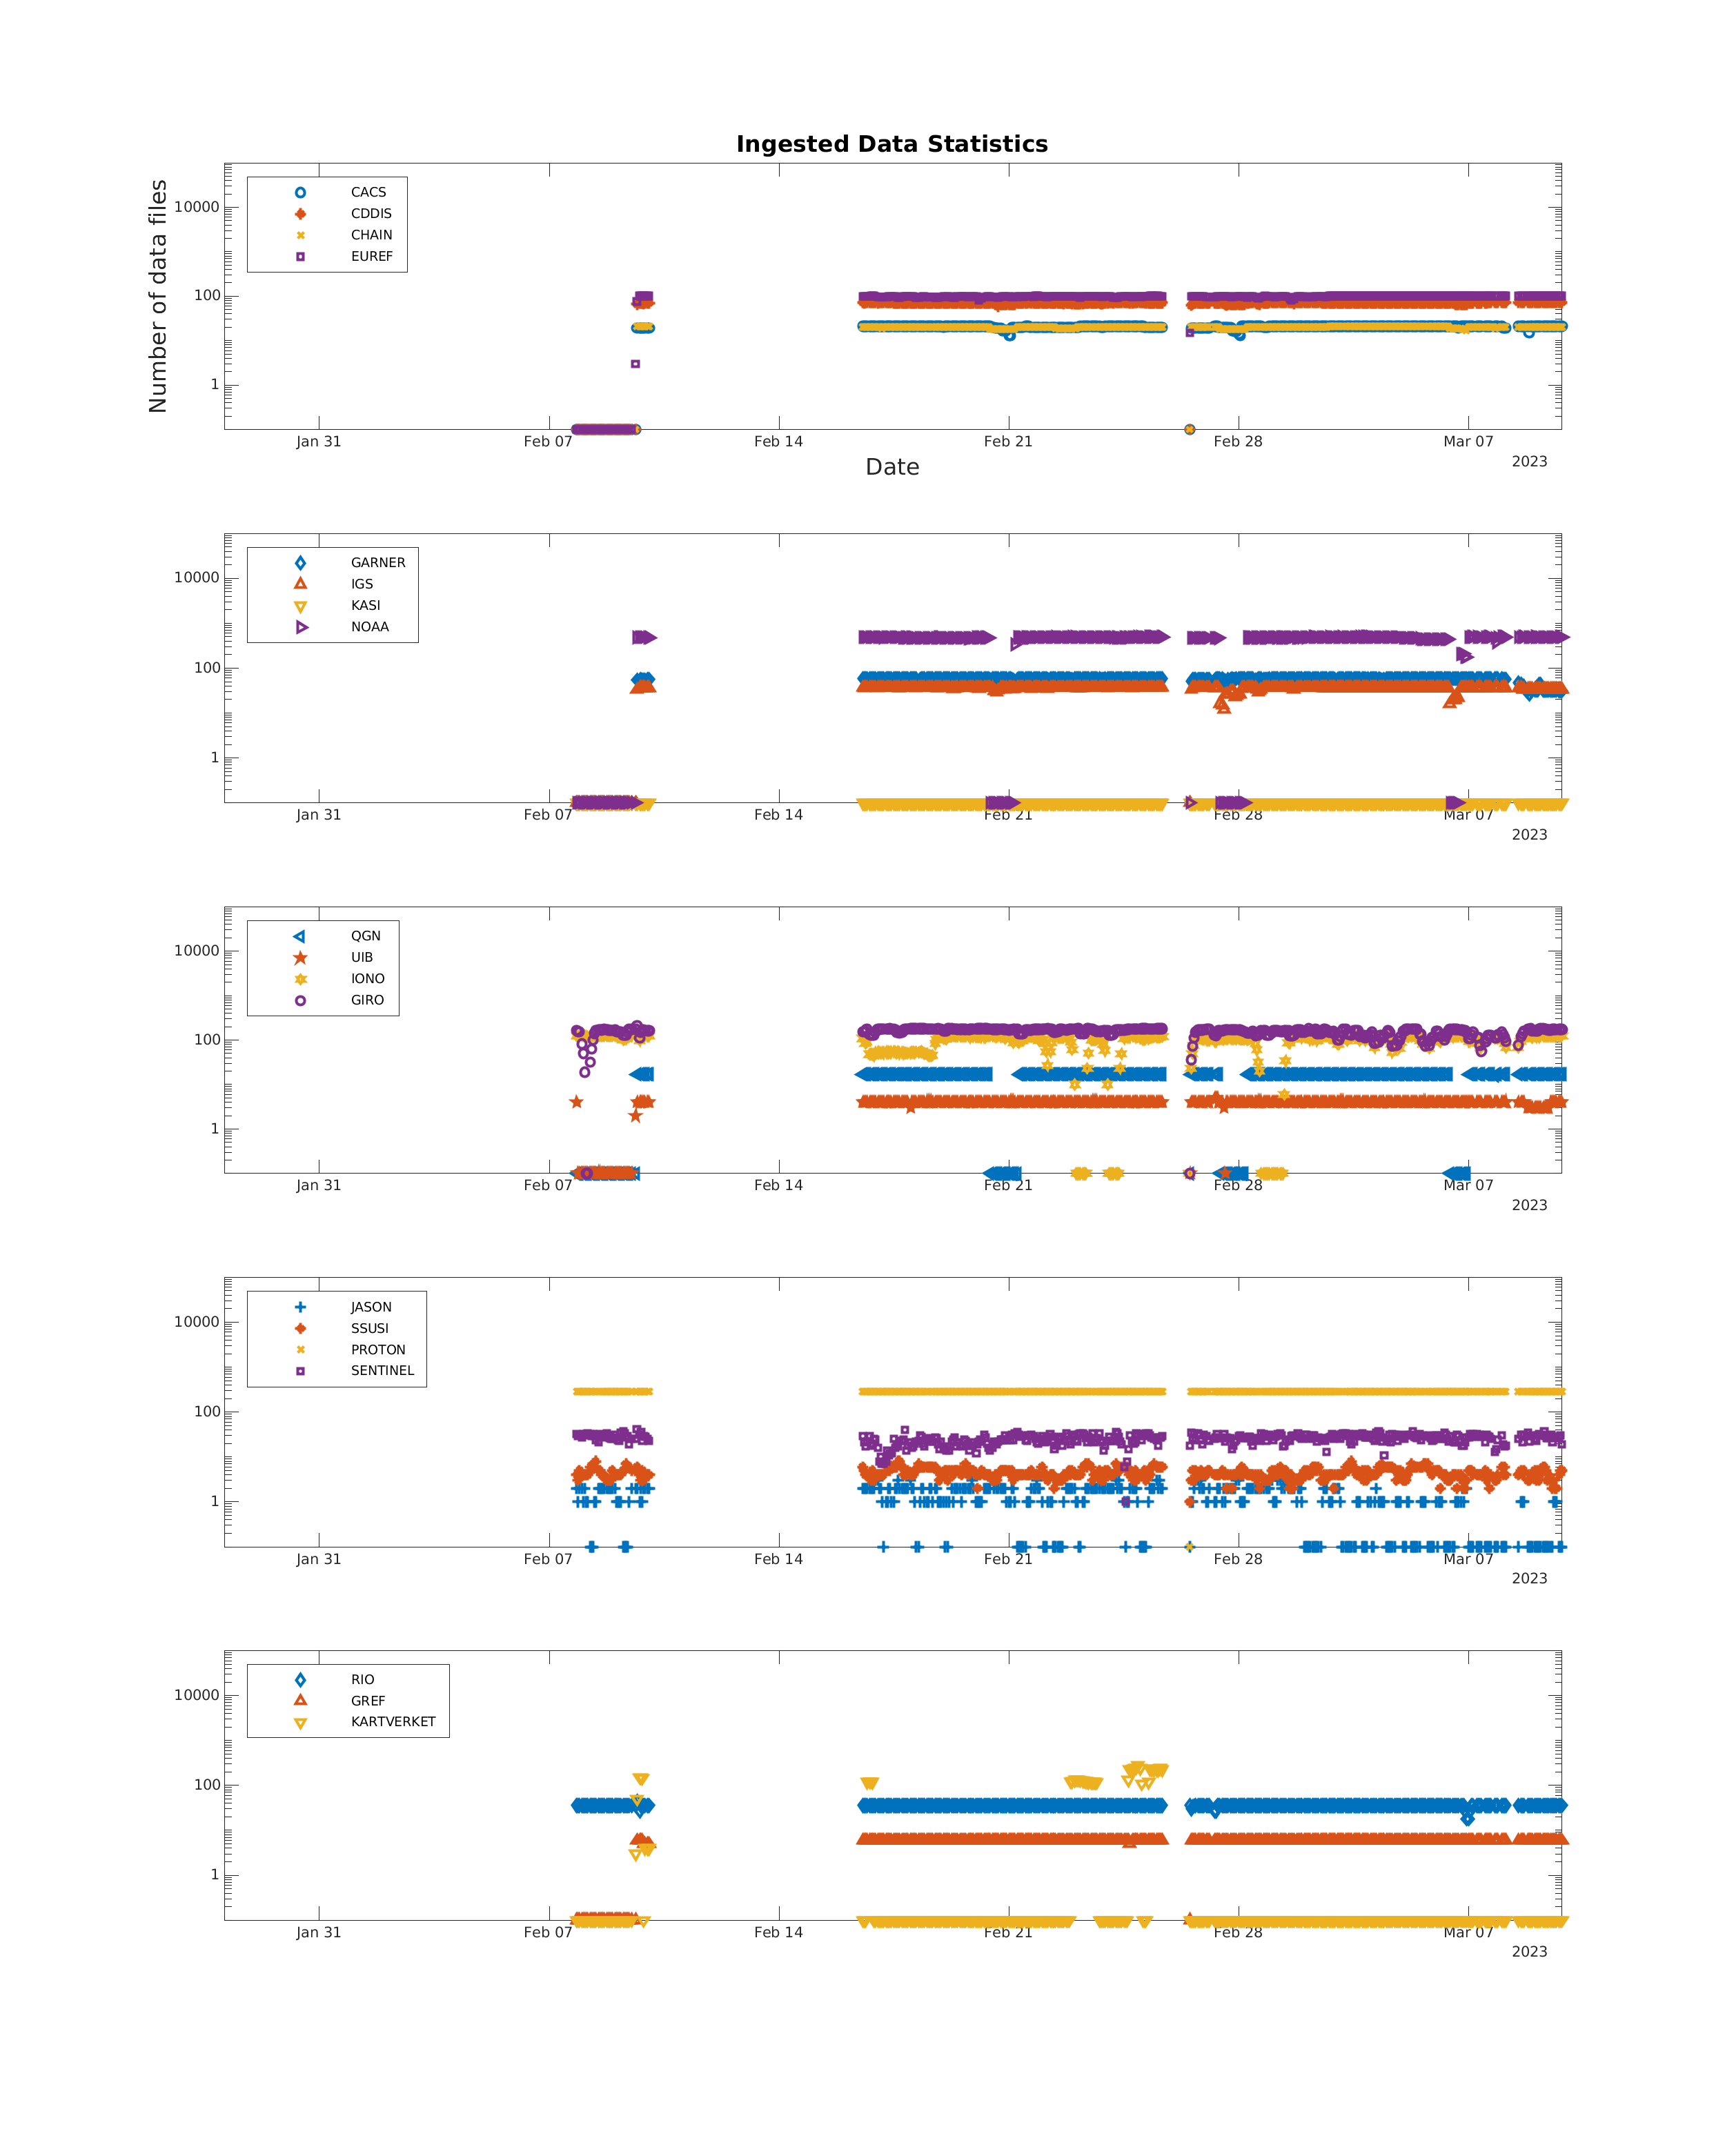 Ingested Data Statistics
Number of data files
10000
100
1
CACS
CDDIS
CHAIN
EUREF
Jan 31 Feb 07 Feb 14 Feb 21 Feb 28 Mar 07
2023
Date
10000
100
1
GARNER
IGS
KASI
NOAA
Jan 31 Feb 07 Feb 14 Feb 21 Feb 28 Mar 07
2023
10000
100
1
QGN
UIB
IONO
GIRO
Jan 31 Feb 07 Feb 14 Feb 21 Feb 28 Mar 07
2023
10000
100
1
JASON
SSUSI
PROTON
SENTINEL
Jan 31 Feb 07 Feb 14 Feb 21 Feb 28 Mar 07
2023
10000
100
1
RIO
GREF
KARTVERKET
Jan 31 Feb 07 Feb 14 Feb 21 Feb 28 Mar 07
2023